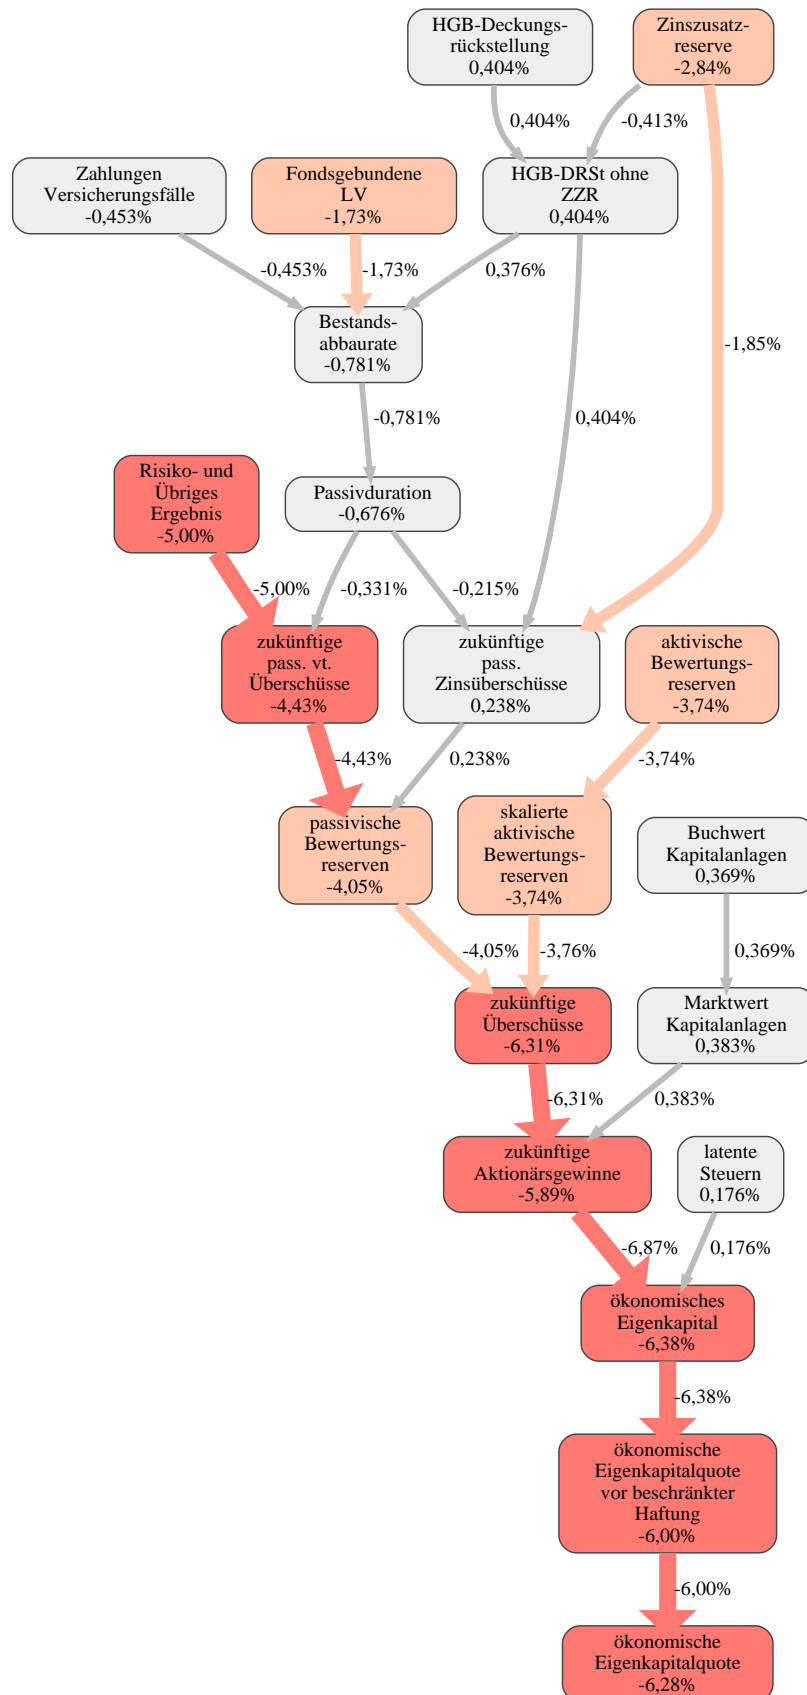 HGB-Deckungs-
rückstellung
0,404%
Zinszusatz-
reserve
-2,84%
0,404%
-0,413%
Zahlungen
Versicherungsfälle
-0,453%
Fondsgebundene
LV
-1,73%
HGB-DRSt ohne
ZZR
0,404%
-0,453%
-1,73%
0,376%
Bestands-
abbaurate
-0,781%
-1,85%
-0,781%
0,404%
Risiko- und
Übriges
Ergebnis
-5,00%
Passivduration
-0,676%
-5,00%
-0,331%
-0,215%
zukünftige
pass. vt.
Überschüsse
-4,43%
zukünftige
pass.
Zinsüberschüsse
0,238%
aktivische
Bewertungs-
reserven
-3,74%
-4,43%
0,238%
-3,74%
passivische
Bewertungs-
reserven
-4,05%
skalierte
aktivische
Bewertungs-
reserven
-3,74%
Buchwert
Kapitalanlagen
0,369%
-4,05%
-3,76%
0,369%
zukünftige
Überschüsse
-6,31%
Marktwert
Kapitalanlagen
0,383%
-6,31%
0,383%
zukünftige
Aktionärsgewinne
-5,89%
latente
Steuern
0,176%
-6,87%
0,176%
ökonomisches
Eigenkapital
-6,38%
-6,38%
ökonomische
Eigenkapitalquote
vor beschränkter
Haftung
-6,00%
-6,00%
ökonomische
Eigenkapitalquote
-6,28%